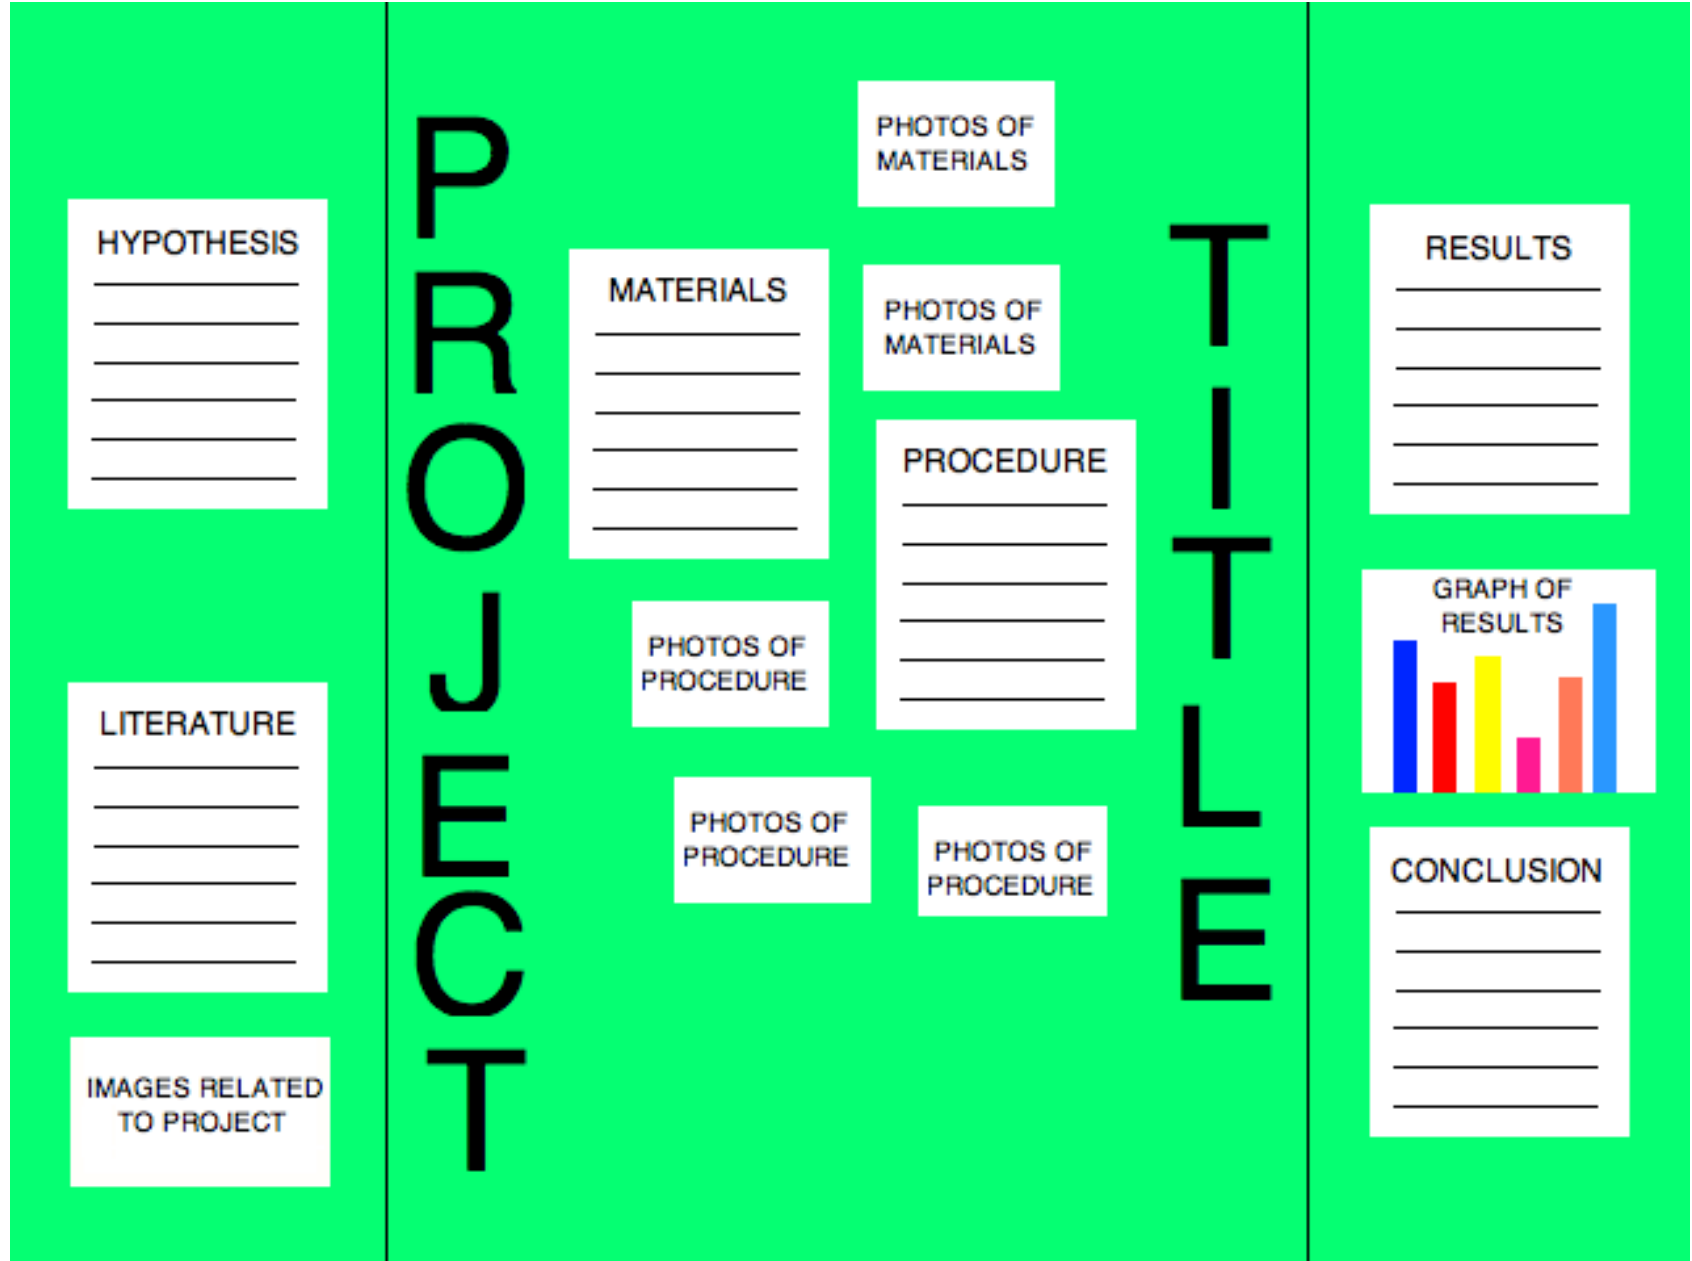 HYPOTHESIS
LITERATURE
IMAGES RELATED
TO PROJECT
PROJECT
MATERIALS
PHOTOS OF
MATERIALS
PHOTOS OF
MATERIALS
PROCEDURE
PHOTOS OF
PROCEDURE
PHOTOS OF
PROCEDURE
PHOTOS OF
PROCEDURE
TITLE
RESULTS
GRAPH OF
RESULTS
CONCLUSION